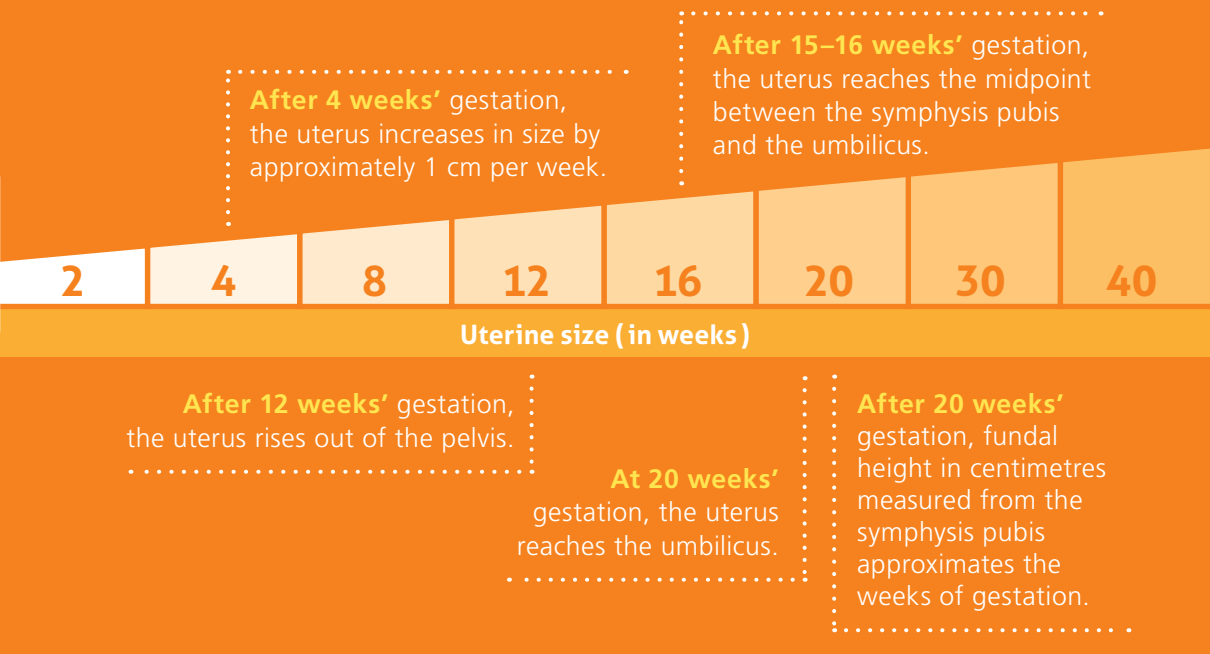 After 4 weeks’ gestation,
the uterus increases in size by
approximately 1 cm per week.
After 15–16 weeks’ gestation,
the uterus reaches the midpoint
between the symphysis pubis
and the umbilicus.
2 4 8 12 16 20 30 40
Uterine size (in weeks)
After 12 weeks’ gestation,
the uterus rises out of the pelvis.
At 20 weeks’
gestation, the uterus
reaches the umbilicus.
After 20 weeks’
gestation, fundal
height in centimetres
measured from the
symphysis pubis
approximates the
weeks of gestation.